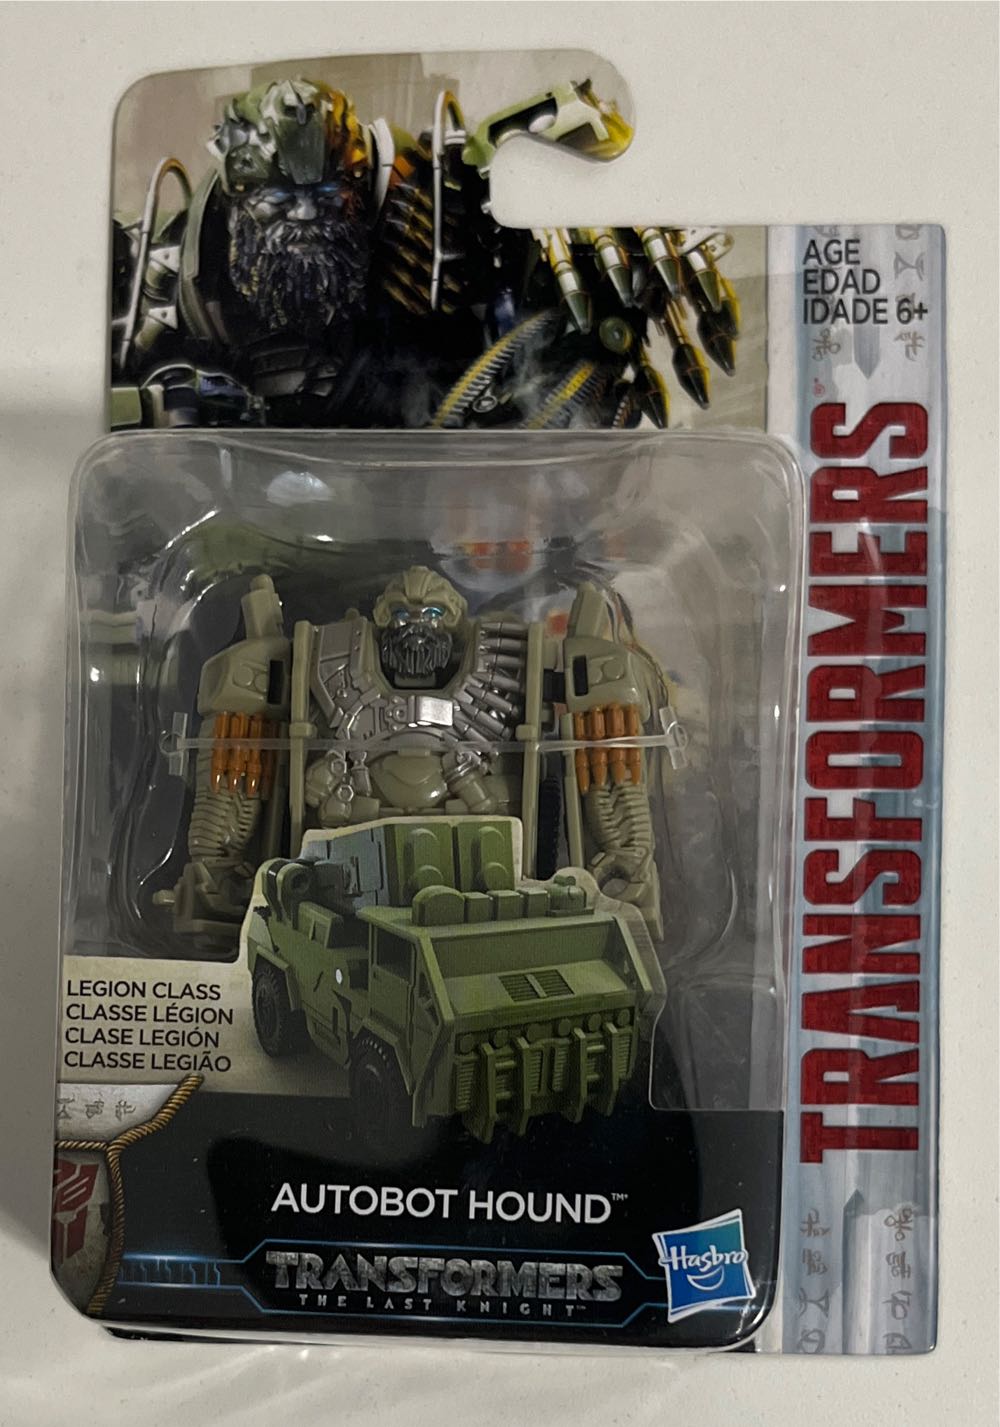 AGE
EDAD
IDADE 6+
TRANSFORMERS®
LEGION CLASS
CLASSE LÉGION
CLASE LEGIÓN
CLASSE LEGIÃO
AUTOBOT HOUND™*
TRANSFORMERS
THE LAST KNIGHT™
Hasbro